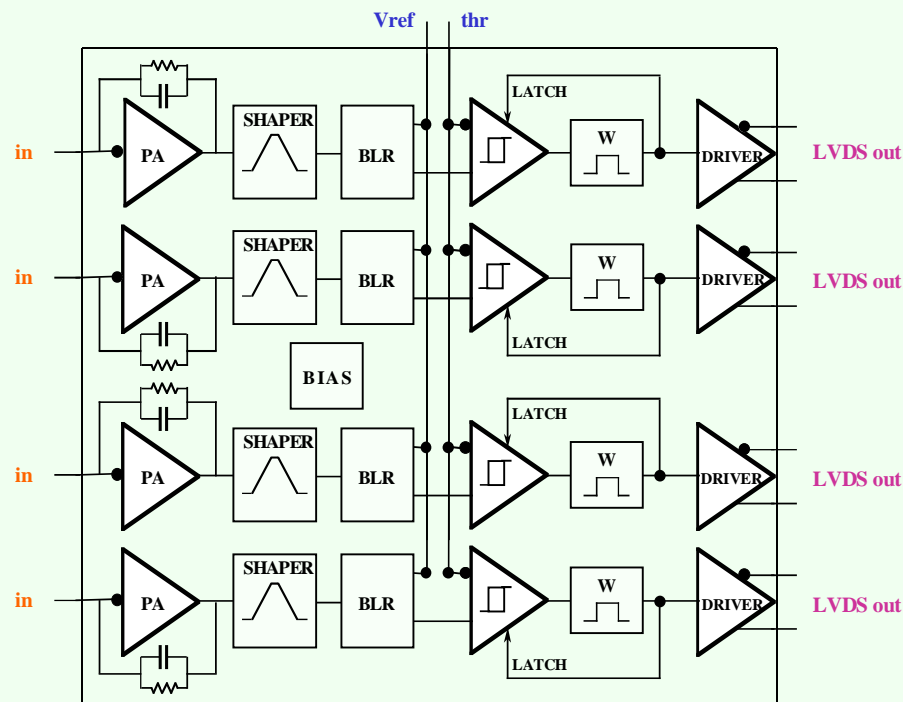 Vref thr
LATCH
SHAPER
W
in PA BLR DRIVER LVDS out
SHAPER
W
in PA BLR DRIVER LVDS out
LATCH
BIAS
LATCH
SHAPER
W
in PA BLR DRIVER LVDS out
SHAPER
W
in PA BLR DRIVER LVDS out
LATCH